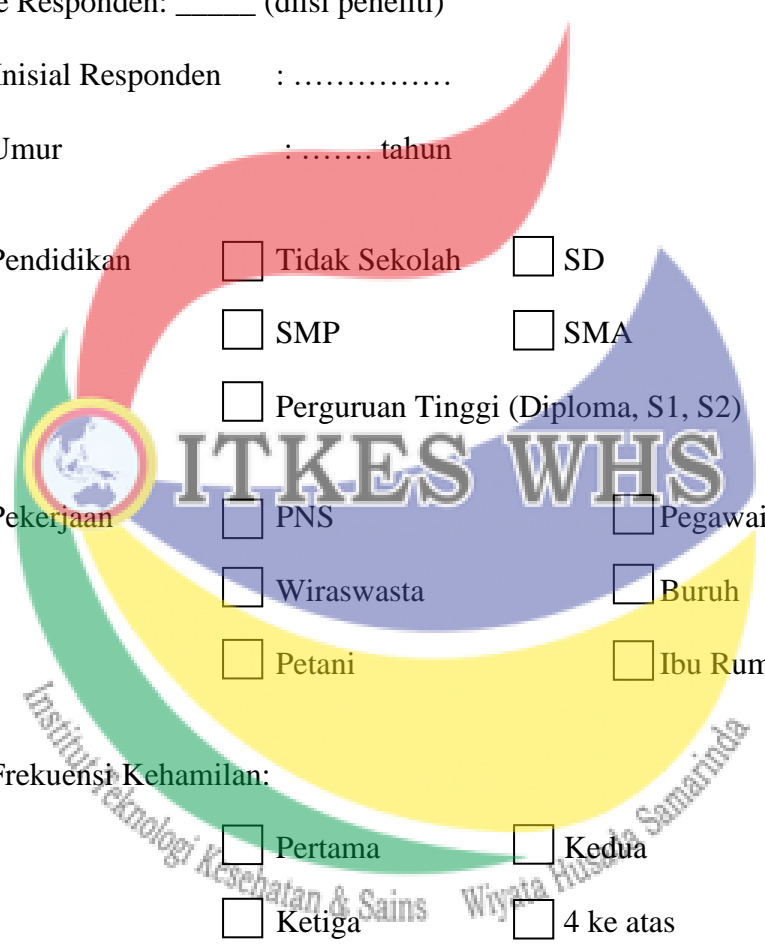 e Responden: _____ (diisi peneliti)
Inisial Responden : ……………
Umur : ……. tahun
Pendidikan Tidak Sekolah SD
SMP SMA
Perguruan Tinggi (Diploma, S1, S2)
ITKES WHS
Pekerjaan PNS Pegawai
Wiraswasta Buruh
Petani Ibu Rum
Frekuensi Kehamilan:
Pertama Kedua
Ketiga 4 ke atas
Institut Teknologi Kesehatan & Sains Wiyata Husada Samarinda